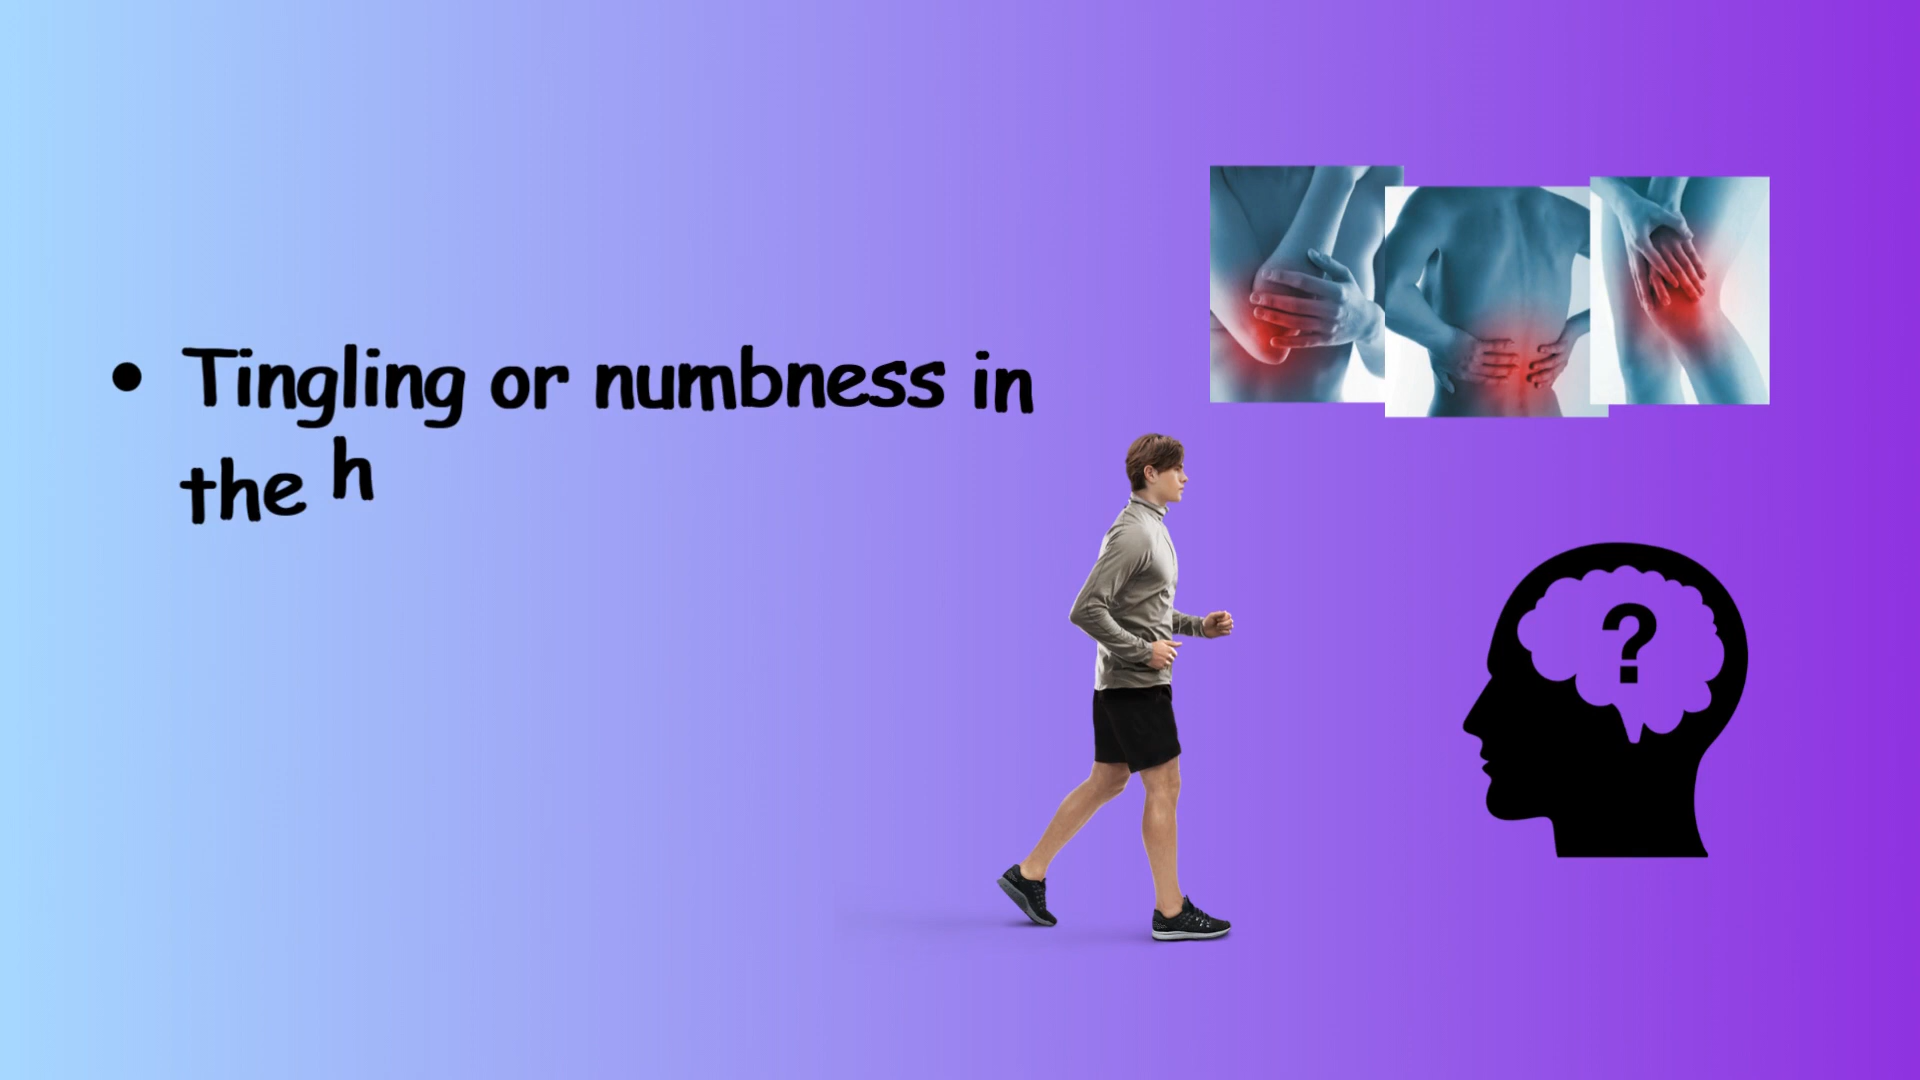 • Tingling or numbness in
the h
?